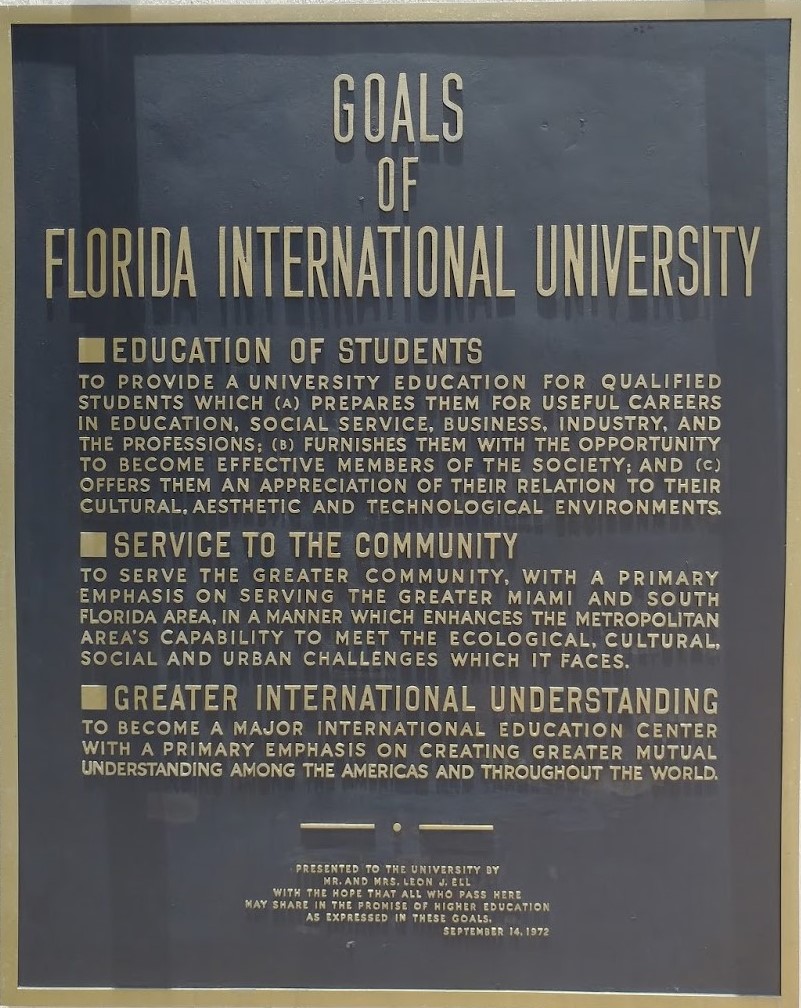 GOALS
OF
FLORIDA INTERNATIONAL UNIVERSITY
EDUCATION OF STUDENTS
TO PROVIDE A UNIVERSITY EDUCATION FOR QUALIFIED
STUDENTS WHICH (A) PREPARES THEM FOR USEFUL CAREERS
IN EDUCATION, SOCIAL SERVICE, BUSINESS, INDUSTRY, AND
THE PROFESSIONS; (B) FURNISHES THEM WITH THE OPPORTUNITY
TO BECOME EFFECTIVE MEMBERS OF THE SOCIETY; AND (C)
OFFERS THEM AN APPRECIATION OF THEIR RELATION TO THEIR
CULTURAL, AESTHETIC AND TECHNOLOGICAL ENVIRONMENTS.
SERVICE TO THE COMMUNITY
TO SERVE THE GREATER COMMUNITY, WITH A PRIMARY
EMPHASIS ON SERVING THE GREATER MIAMI AND SOUTH
FLORIDA AREA, IN A MANNER WHICH ENHANCES THE METROPOLITAN
AREA'S CAPABILITY TO MEET THE ECOLOGICAL, CULTURAL,
SOCIAL AND URBAN CHALLENGES WHICH IT FACES.
GREATER INTERNATIONAL UNDERSTANDING
TO BECOME A MAJOR INTERNATIONAL EDUCATION CENTER
WITH A PRIMARY EMPHASIS ON CREATING GREATER MUTUAL
UNDERSTANDING AMONG THE AMERICAS AND THROUGHOUT THE WORLD.
PRESENTED TO THE UNIVERSITY BY
MR. AND MRS. LEON J. ELL
WITH THE HOPE THAT ALL WHO PASS HERE
MAY SHARE IN THE PROMISE OF HIGHER EDUCATION
AS EXPRESSED IN THESE GOALS.
SEPTEMBER 14, 1972